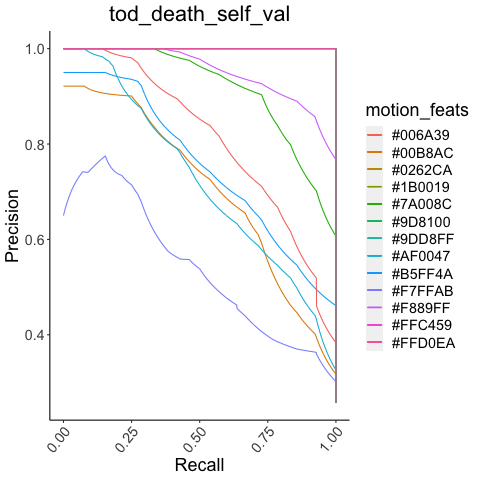 tod_death_self_val
1.0
0.8
0.6
0.4
Precision
0.00
0.25
0.50
0.75
1.00
Recall
motion_feats
#006A39
#00B8AC
#0262CA
#1B0019
#7A008C
#9D8100
#9DD8FF
#AF0047
#B5FF4A
#F7FFAB
#F889FF
#FFC459
#FFD0EA